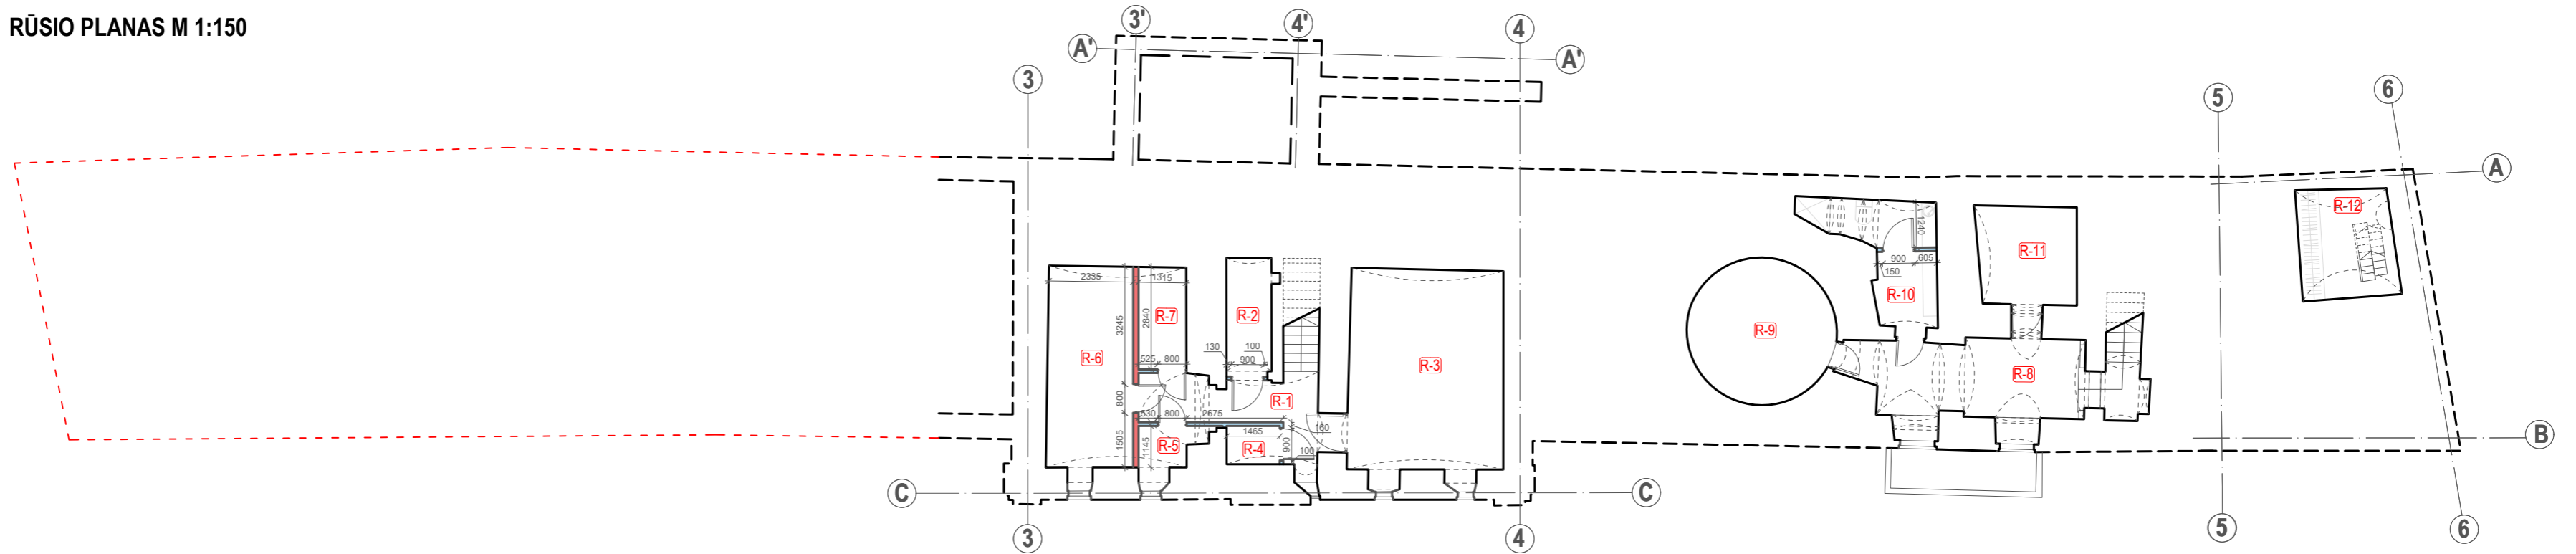 RŪSIO PLANAS M 1:150
3' 4' 4
A' A'
3
6
5
A
R-12
1240
R-11
900 605
150
R-10
2335 1315
3245 2840
R-7 R-2
130 100
R-9
R-6
525 800 900
R-3
R-8
800
R-1
530 800 2675
160
1465
900
1505 1145
R-5 R-4
100
B
C C
3 4 5 6